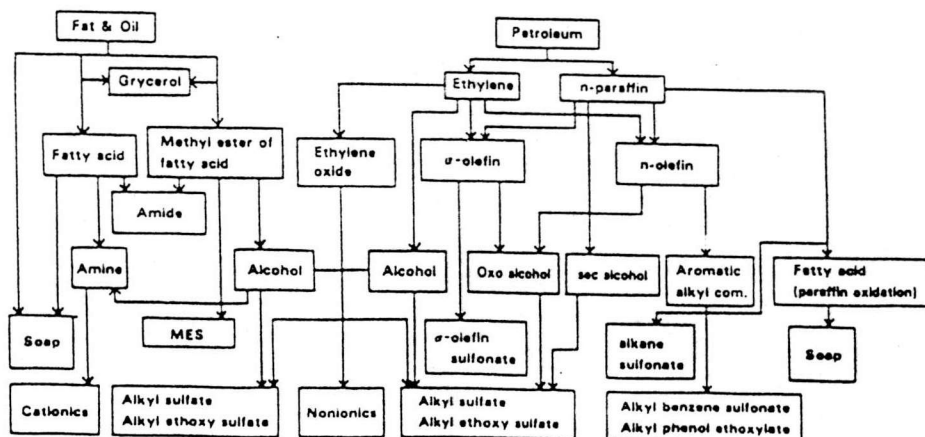 Fat & Oil
Petroleum
Grycerol
Ethylene
n-paraffin
Fatty acid
Methyl ester of
fatty acid
Ethylene
oxide
α-olefin
n-olefin
Amide
Amine
Alcohol
Alcohol
Oxo alcohol
sec alcohol
Aromatic
alkyl com.
Fatty acid
(paraffin oxidation)
Soap
MES
α-olefin
sulfonate
alkane
sulfonate
Soap
Cationics
Alkyl sulfate
Alkyl ethoxy sulfate
Nonionics
Alkyl sulfate
Alkyl ethoxy sulfate
Alkyl benzene sulfonate
Alkyl phenol ethoxylate